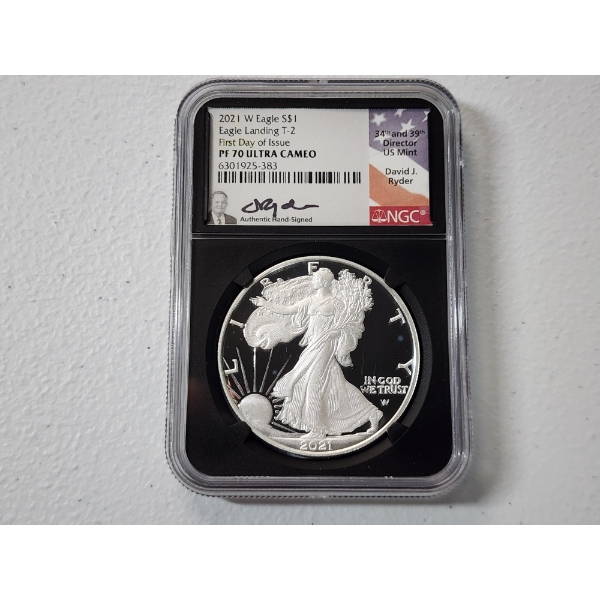 2021 W Eagle S$1
Eagle Landing T-2
First Day of Issue
PF 70 ULTRA CAMEO
6301925-383
Authentic Hand-Signed
34th and 39th
Director
US Mint
David J.
Ryder
NGC®
LIBERTY
IN GOD
WE TRUST
W
2021